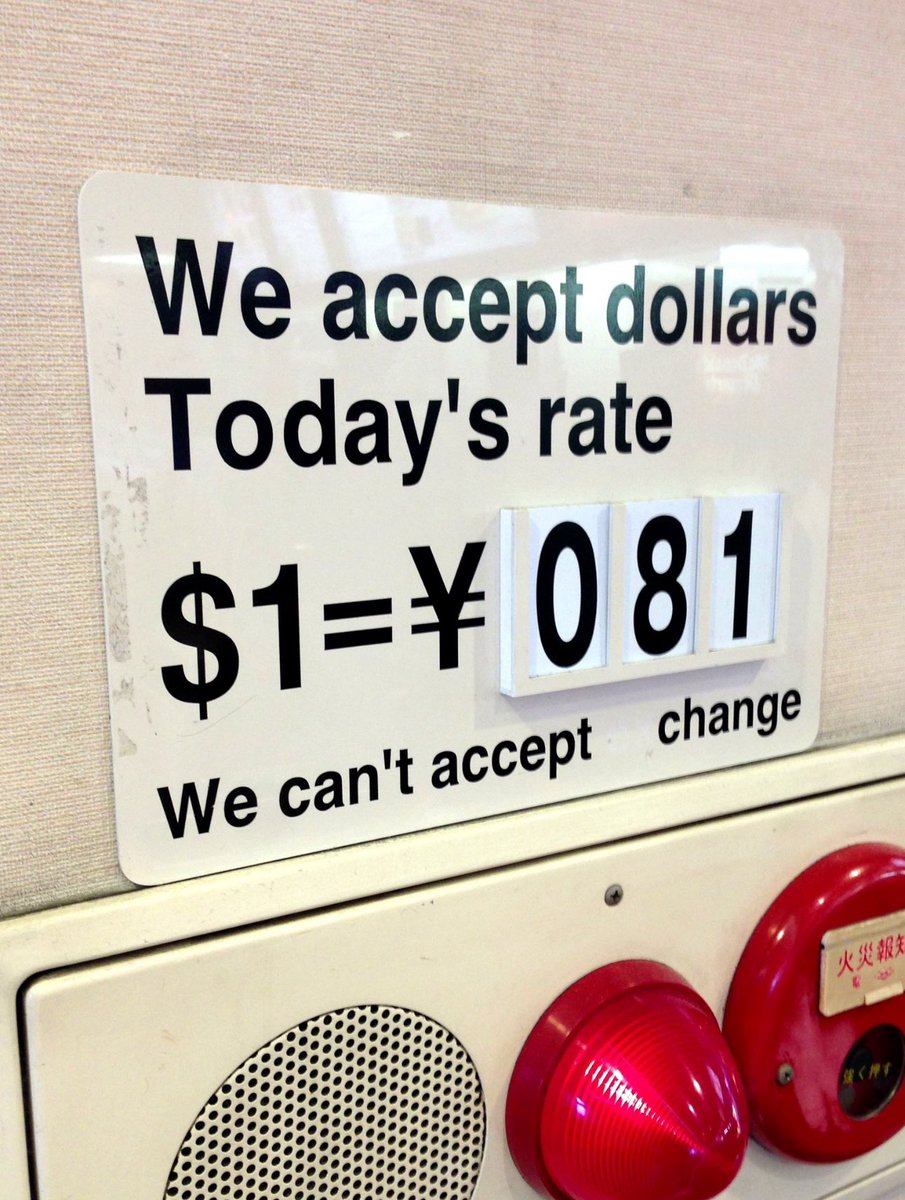 We accept dollars
Today's rate
$1=¥081
We can't accept change
火災報知
強く押す